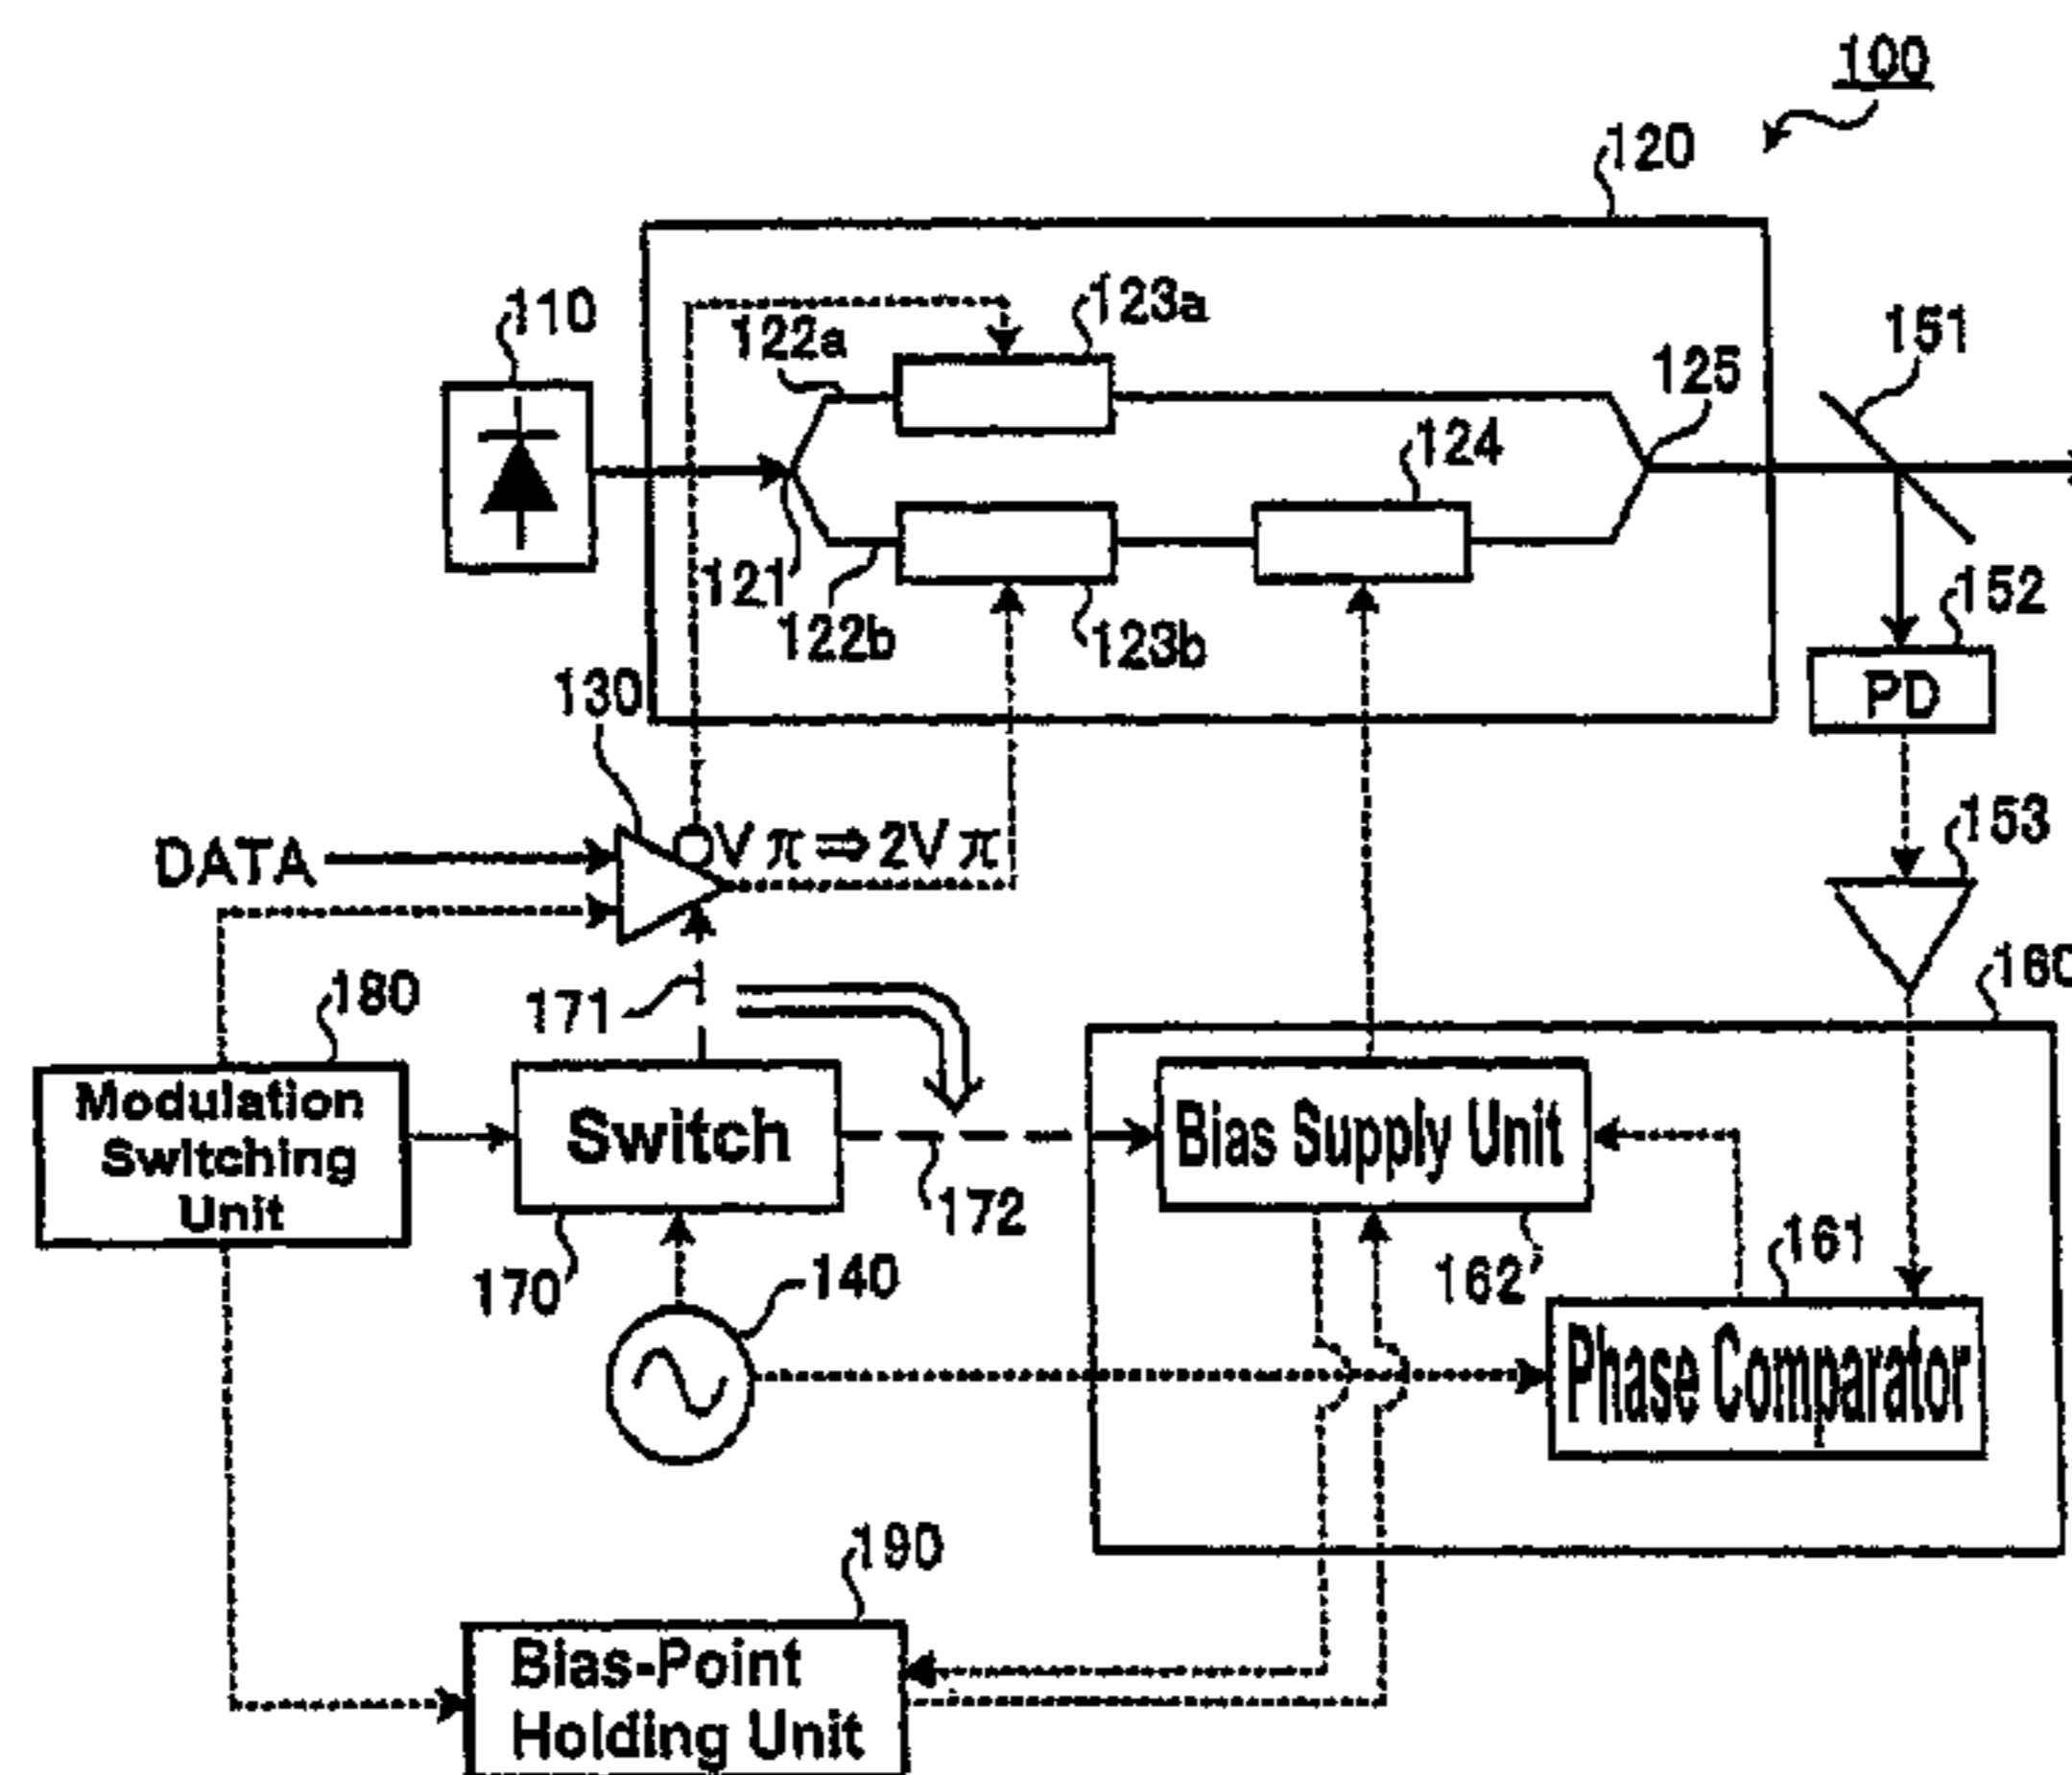 100
120
110
122a
123a
151
125
124
121
122b
123b
152
PD
130
153
DATA
Vπ⇒2Vπ
160
180
171
Modulation
Switching
Unit
Switch
Bias Supply Unit
172
170
140
162'
161
Phase Comparator
190
Bias-Point
Holding Unit